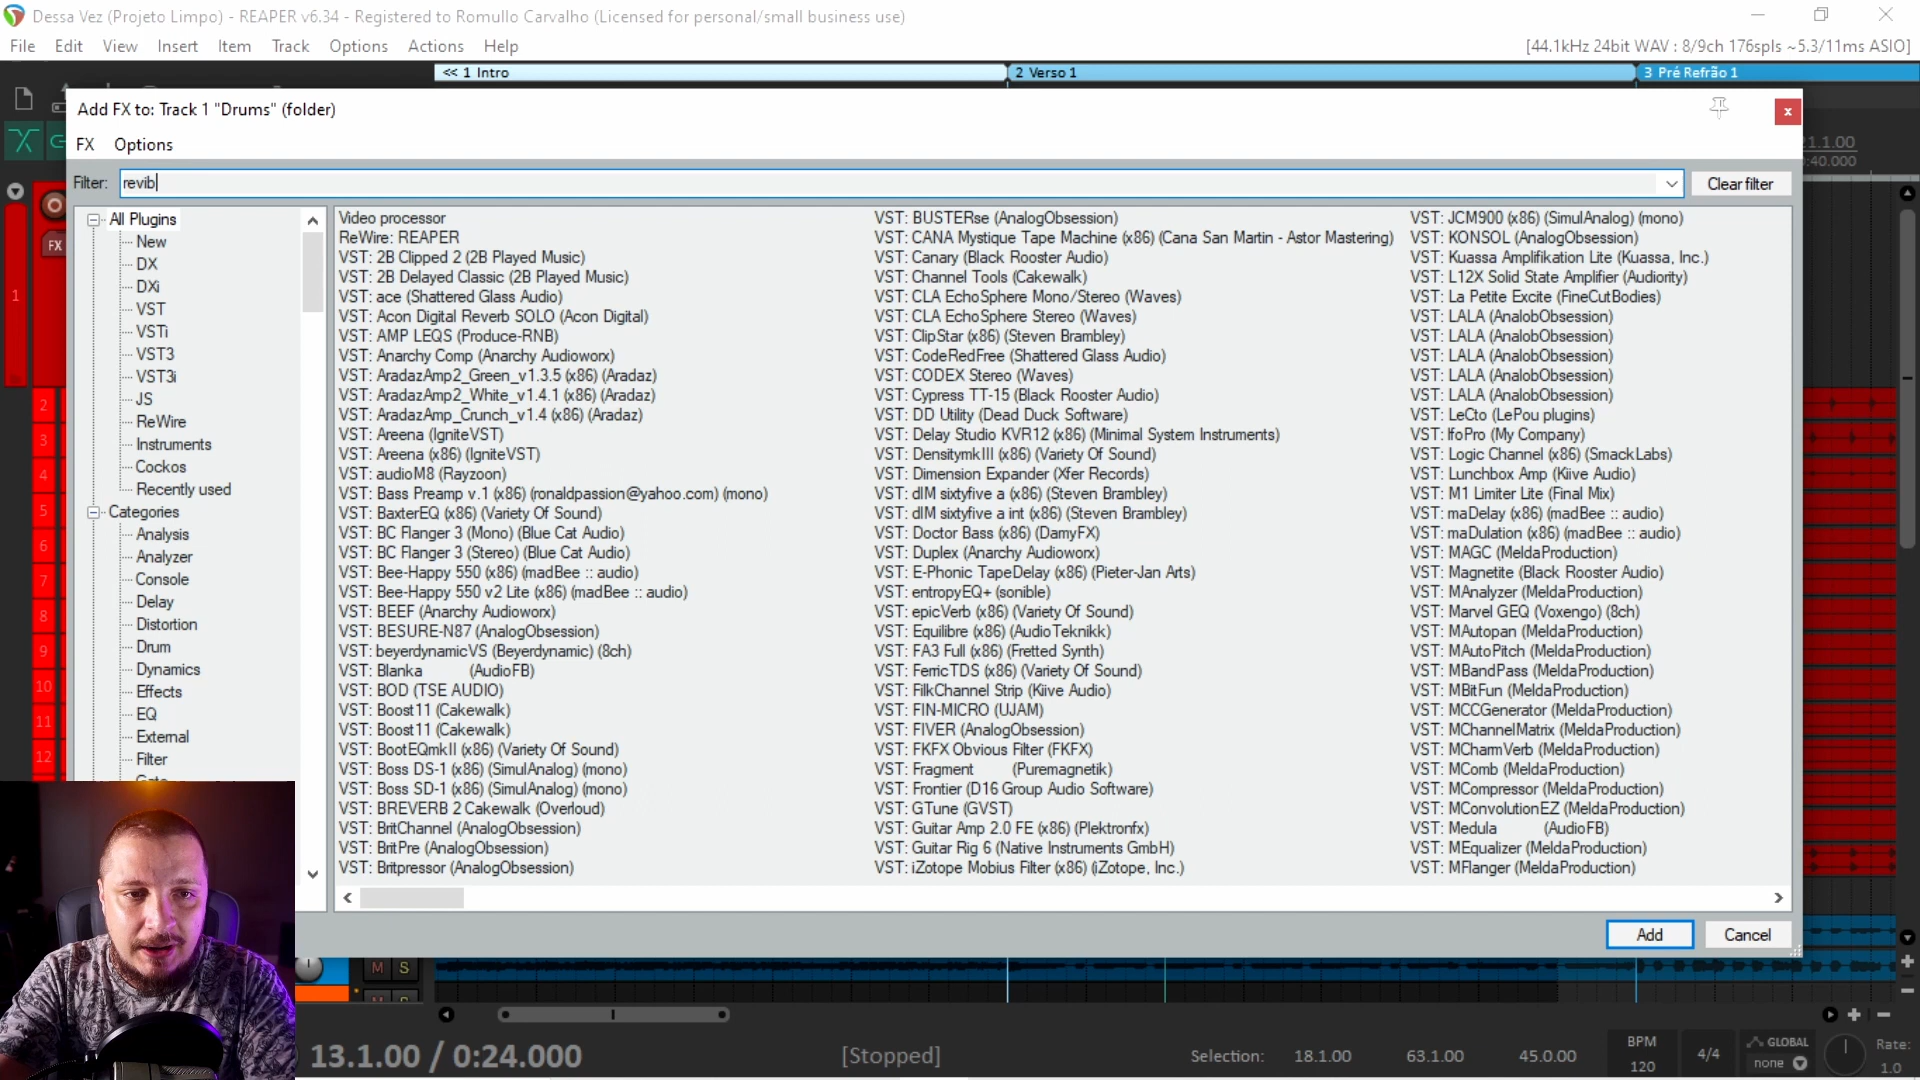 Dessa Vez (Projeto Limpo) - REAPER v6.34 - Registered to Romullo Carvalho (Licensed for personal/small business use)
File Edit View Insert Item Track Options Actions Help
[44.1kHz 24bit WAV : 8/9ch 176spls ~5.3/11ms ASIO]
<< 1 Intro
2 Verso 1
3 Pré Refrão 1
Add FX to: Track 1 "Drums" (folder)
x
FX Options
Filter: revib
Clear filter
1.1.00
:40.000
FX
1
2
3
4
5
6
7
8
9
10
11
12
All Plugins
New
DX
DXi
VST
VSTi
VST3
VST3i
JS
ReWire
Instruments
Cockos
Recently used
Categories
Analysis
Analyzer
Console
Delay
Distortion
Drum
Dynamics
Effects
EQ
External
Filter
Video processor
ReWire: REAPER
VST: 2B Clipped 2 (2B Played Music)
VST: 2B Delayed Classic (2B Played Music)
VST: ace (Shattered Glass Audio)
VST: Acon Digital Reverb SOLO (Acon Digital)
VST: AMP LEQS (Produce-RNB)
VST: Anarchy Comp (Anarchy Audioworx)
VST: AradazAmp2_Green_v1.3.5 (x86) (Aradaz)
VST: AradazAmp2_White_v1.4.1 (x86) (Aradaz)
VST: AradazAmp_Crunch_v1.4 (x86) (Aradaz)
VST: Areena (IgniteVST)
VST: Areena (x86) (IgniteVST)
VST: audioM8 (Rayzoon)
VST: Bass Preamp v.1 (x86) (ronaldpassion@yahoo.com) (mono)
VST: BaxterEQ (x86) (Variety Of Sound)
VST: BC Flanger 3 (Mono) (Blue Cat Audio)
VST: BC Flanger 3 (Stereo) (Blue Cat Audio)
VST: Bee-Happy 550 (x86) (madBee :: audio)
VST: Bee-Happy 550 v2 Lite (x86) (madBee :: audio)
VST: BEEF (Anarchy Audioworx)
VST: BESURE-N87 (AnalogObsession)
VST: beyerdynamicVS (Beyerdynamic) (8ch)
VST: Blanka (AudioFB)
VST: BOD (TSE AUDIO)
VST: Boost11 (Cakewalk)
VST: Boost11 (Cakewalk)
VST: BootEQmkII (x86) (Variety Of Sound)
VST: Boss DS-1 (x86) (SimulAnalog) (mono)
VST: Boss SD-1 (x86) (SimulAnalog) (mono)
VST: BREVERB 2 Cakewalk (Overloud)
VST: BritChannel (AnalogObsession)
VST: BritPre (AnalogObsession)
VST: Britpressor (AnalogObsession)
VST: BUSTERse (AnalogObsession)
VST: CANA Mystique Tape Machine (x86) (Cana San Martin - Astor Mastering)
VST: Canary (Black Rooster Audio)
VST: Channel Tools (Cakewalk)
VST: CLA EchoSphere Mono/Stereo (Waves)
VST: CLA EchoSphere Stereo (Waves)
VST: ClipStar (x86) (Steven Brambley)
VST: CodeRedFree (Shattered Glass Audio)
VST: CODEX Stereo (Waves)
VST: Cypress TT-15 (Black Rooster Audio)
VST: DD Utility (Dead Duck Software)
VST: Delay Studio KVR12 (x86) (Minimal System Instruments)
VST: DensitymkIII (x86) (Variety Of Sound)
VST: Dimension Expander (Xfer Records)
VST: dIM sixtyfive a (x86) (Steven Brambley)
VST: dIM sixtyfive a int (x86) (Steven Brambley)
VST: Doctor Bass (x86) (DamyFX)
VST: Duplex (Anarchy Audioworx)
VST: E-Phonic TapeDelay (x86) (Pieter-Jan Arts)
VST: entropyEQ+ (sonible)
VST: epicVerb (x86) (Variety Of Sound)
VST: Equilibre (x86) (AudioTeknikk)
VST: FA3 Full (x86) (Fretted Synth)
VST: FerricTDS (x86) (Variety Of Sound)
VST: FilkChannel Strip (Kiive Audio)
VST: FIN-MICRO (UJAM)
VST: FIVER (AnalogObsession)
VST: FKFX Obvious Filter (FKFX)
VST: Fragment (Puremagnetik)
VST: Frontier (D16 Group Audio Software)
VST: GTune (GVST)
VST: Guitar Amp 2.0 FE (x86) (Plektronfx)
VST: Guitar Rig 6 (Native Instruments GmbH)
VST: iZotope Mobius Filter (x86) (iZotope, Inc.)
VST: JCM900 (x86) (SimulAnalog) (mono)
VST: KONSOL (AnalogObsession)
VST: Kuassa Amplifikation Lite (Kuassa, Inc.)
VST: L12X Solid State Amplifier (Audiority)
VST: La Petite Excite (FineCutBodies)
VST: LALA (AnalobObsession)
VST: LALA (AnalobObsession)
VST: LALA (AnalobObsession)
VST: LALA (AnalobObsession)
VST: LALA (AnalobObsession)
VST: LeCto (LePou plugins)
VST: lfoPro (My Company)
VST: Logic Channel (x86) (SmackLabs)
VST: Lunchbox Amp (Kiive Audio)
VST: M1 Limiter Lite (Final Mix)
VST: maDelay (x86) (madBee :: audio)
VST: maDulation (x86) (madBee :: audio)
VST: MAGC (MeldaProduction)
VST: Magnetite (Black Rooster Audio)
VST: MAnalyzer (MeldaProduction)
VST: Marvel GEQ (Voxengo) (8ch)
VST: MAutopan (MeldaProduction)
VST: MAutoPitch (MeldaProduction)
VST: MBandPass (MeldaProduction)
VST: MBitFun (MeldaProduction)
VST: MCCGenerator (MeldaProduction)
VST: MChannelMatrix (MeldaProduction)
VST: MCharmVerb (MeldaProduction)
VST: MComb (MeldaProduction)
VST: MCompressor (MeldaProduction)
VST: MConvolutionEZ (MeldaProduction)
VST: Medula (AudioFB)
VST: MEqualizer (MeldaProduction)
VST: MFlanger (MeldaProduction)
Add
Cancel
M S
13.1.00 / 0:24.000
[Stopped]
Selection: 18.1.00 63.1.00 45.0.00
BPM
120
4/4
GLOBAL
none
Rate:
1.0